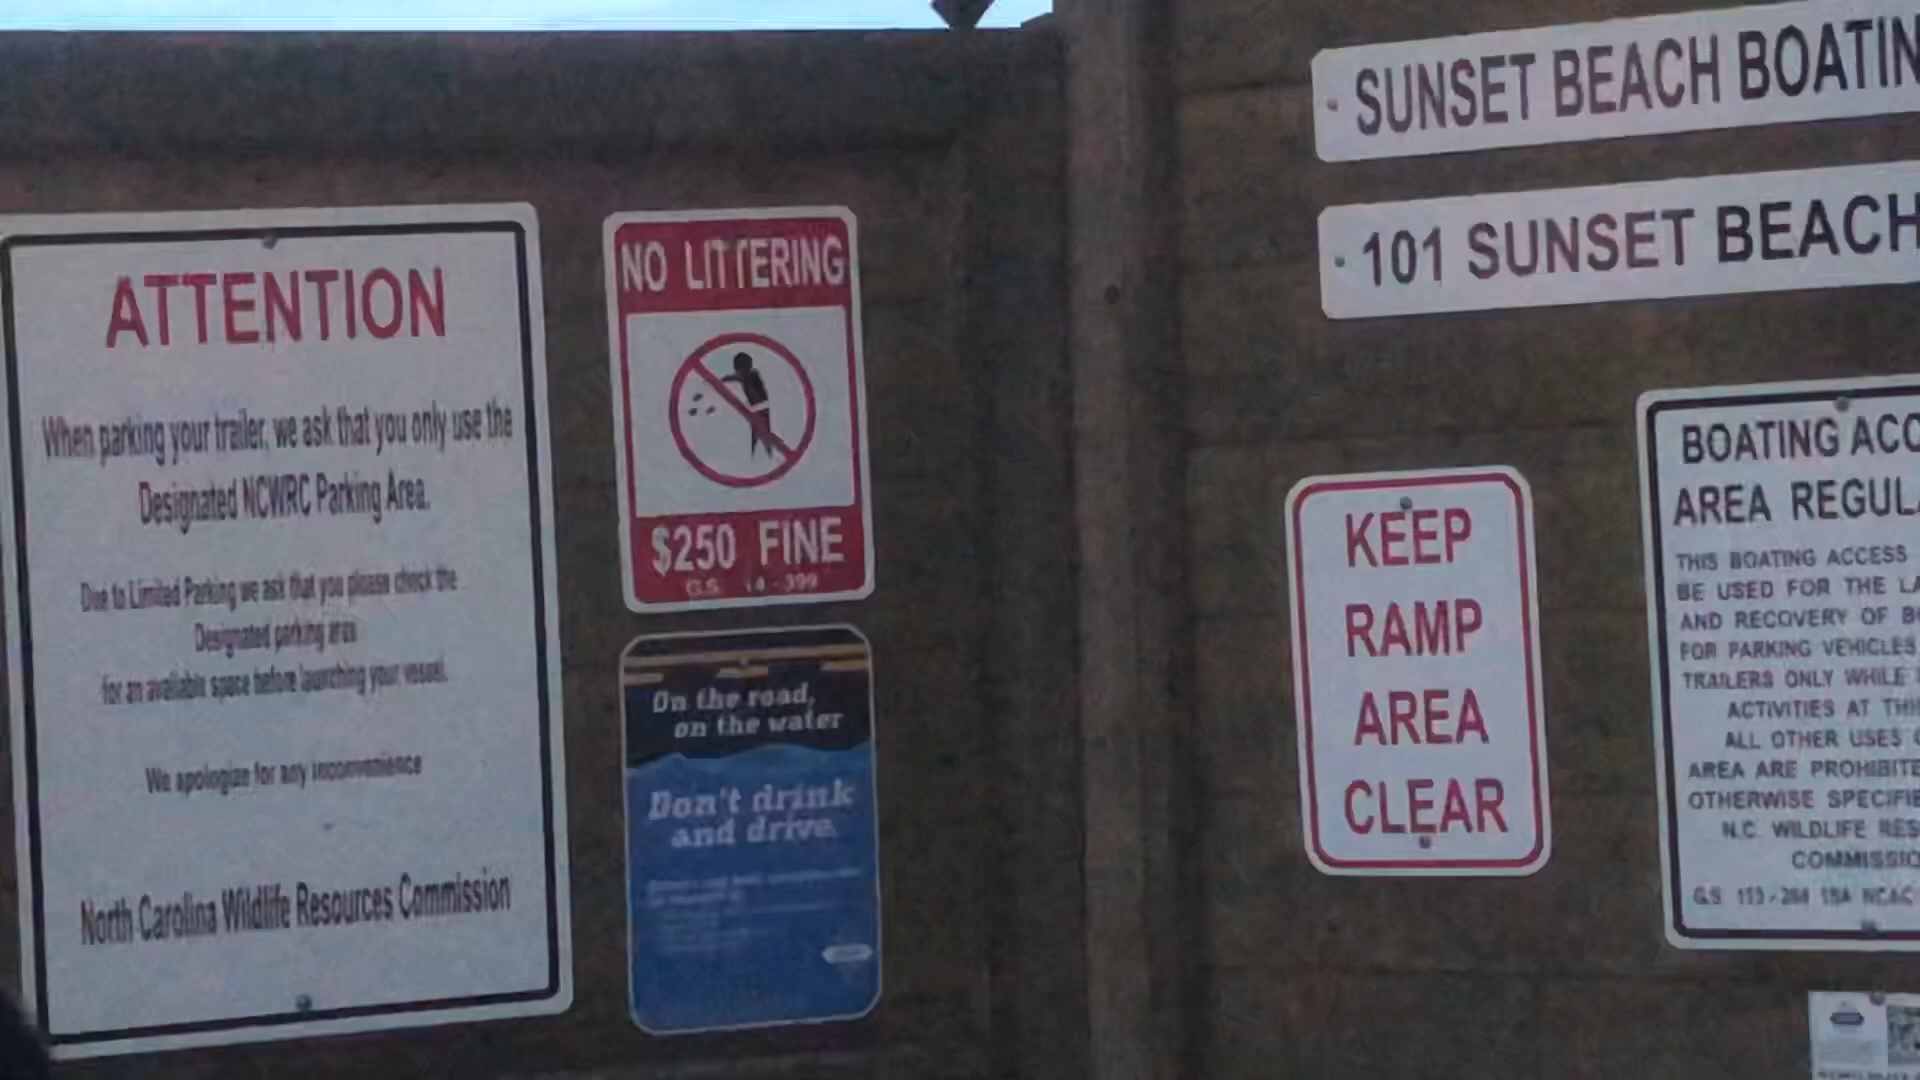 ATTENTION
When parking your trailer, we ask that you only use the
Designated NCWRC Parking Area.
Due to Limited Parking we ask that you please check the
Designated parking area
for an available space before launching your vessel.
We apologize for any inconvenience
North Carolina Wildlife Resources Commission
NO LITTERING
$250 FINE
G.S. 14-399
On the road,
on the water
Don't drink
and drive.
SUNSET BEACH BOATIN
101 SUNSET BEACH
KEEP
RAMP
AREA
CLEAR
BOATING ACC
AREA REGUL
THIS BOATING ACCESS
BE USED FOR THE LA
AND RECOVERY OF B
FOR PARKING VEHICLES
TRAILERS ONLY WHILE
ACTIVITIES AT THI
ALL OTHER USES
AREA ARE PROHIBITE
OTHERWISE SPECIFIE
N.C. WILDLIFE RES
COMMISSIO
G.S. 113-264 15A NCAC